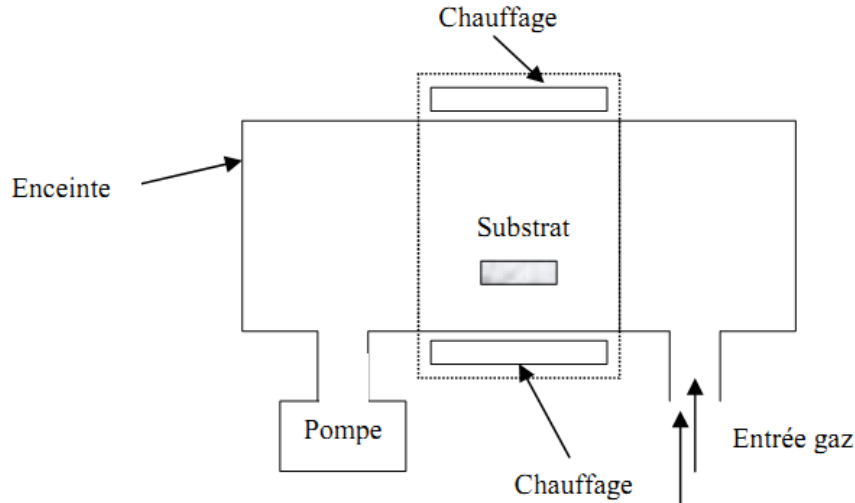 Chauffage
Enceinte
Substrat
Pompe
Entrée gaz
Chauffage